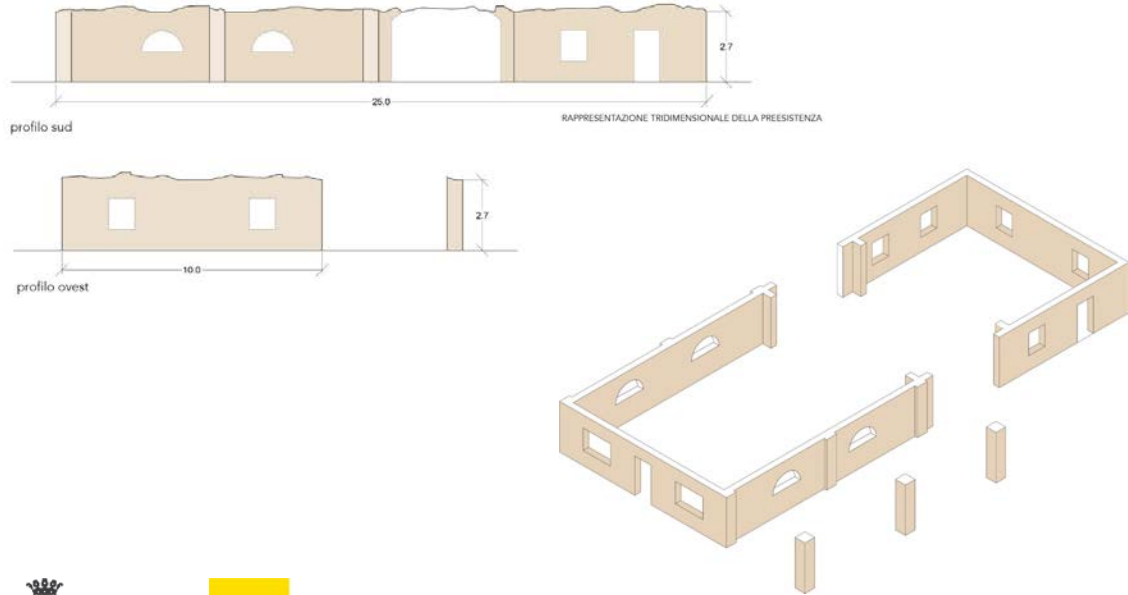 2.7
25.0
profilo sud
RAPPRESENTAZIONE TRIDIMENSIONALE DELLA PREESISTENZA
2.7
10.0
profilo ovest